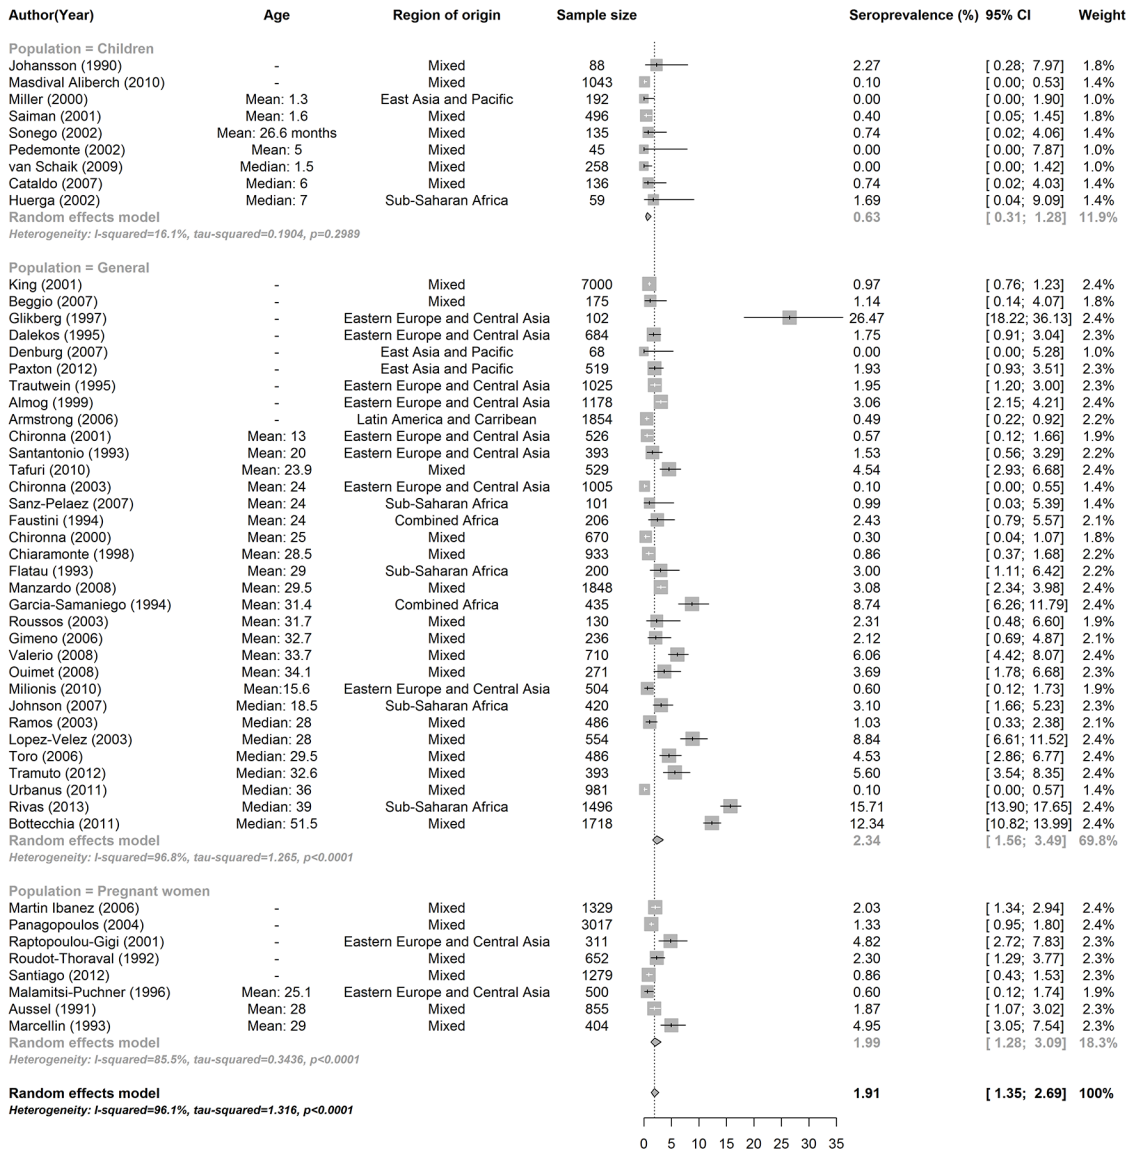 Author(Year) Age Region of origin Sample size Seroprevalence (%) 95% CI Weight
Population = Children
Johansson (1990) - Mixed 88 2.27 [ 0.28; 7.97] 1.8%
Masdival Aliberch (2010) - Mixed 1043 0.10 [ 0.00; 0.53] 1.4%
Miller (2000) Mean: 1.3 East Asia and Pacific 192 0.00 [ 0.00; 1.90] 1.0%
Saiman (2001) Mean: 1.6 Mixed 496 0.40 [ 0.05; 1.45] 1.8%
Sonego (2002) Mean: 26.6 months Mixed 135 0.74 [ 0.02; 4.06] 1.4%
Pedemonte (2002) Mean: 5 Mixed 45 0.00 [ 0.00; 7.87] 1.0%
van Schaik (2009) Median: 1.5 Mixed 258 0.00 [ 0.00; 1.42] 1.0%
Cataldo (2007) Median: 6 Mixed 136 0.74 [ 0.02; 4.03] 1.4%
Huerga (2002) Median: 7 Sub-Saharan Africa 59 1.69 [ 0.04; 9.09] 1.4%
Random effects model 0.63 [ 0.31; 1.28] 11.9%
Heterogeneity: I-squared=16.1%, tau-squared=0.1904, p=0.2989
Population = General
King (2001) - Mixed 7000 0.97 [ 0.76; 1.23] 2.4%
Beggio (2007) - Mixed 175 1.14 [ 0.14; 4.07] 1.8%
Glikberg (1997) - Eastern Europe and Central Asia 102 26.47 [18.22; 36.13] 2.4%
Dalekos (1995) - Eastern Europe and Central Asia 684 1.75 [ 0.91; 3.04] 2.3%
Denburg (2007) - East Asia and Pacific 68 0.00 [ 0.00; 5.28] 1.0%
Paxton (2012) - East Asia and Pacific 519 1.93 [ 0.93; 3.51] 2.3%
Trautwein (1995) - Eastern Europe and Central Asia 1025 1.95 [ 1.20; 3.00] 2.3%
Almog (1999) - Eastern Europe and Central Asia 1178 3.06 [ 2.15; 4.21] 2.4%
Armstrong (2006) - Latin America and Carribean 1854 0.49 [ 0.22; 0.92] 2.2%
Chironna (2001) Mean: 13 Eastern Europe and Central Asia 526 0.57 [ 0.12; 1.66] 1.9%
Santantonio (1993) Mean: 20 Eastern Europe and Central Asia 393 1.53 [ 0.56; 3.29] 2.2%
Tafuri (2010) Mean: 23.9 Mixed 529 4.54 [ 2.93; 6.68] 2.4%
Chironna (2003) Mean: 24 Eastern Europe and Central Asia 1005 0.10 [ 0.00; 0.55] 1.4%
Sanz-Pelaez (2007) Mean: 24 Sub-Saharan Africa 101 0.99 [ 0.03; 5.39] 1.4%
Faustini (1994) Mean: 24 Combined Africa 206 2.43 [ 0.79; 5.57] 2.1%
Chironna (2000) Mean: 25 Mixed 670 0.30 [ 0.04; 1.07] 1.8%
Chiaramonte (1998) Mean: 28.5 Mixed 933 0.86 [ 0.37; 1.68] 2.2%
Flatau (1993) Mean: 29 Sub-Saharan Africa 200 3.00 [ 1.11; 6.42] 2.2%
Manzardo (2008) Mean: 29.5 Mixed 1848 3.08 [ 2.34; 3.98] 2.4%
Garcia-Samaniego (1994) Mean: 31.4 Combined Africa 435 8.74 [ 6.26; 11.79] 2.4%
Roussos (2003) Mean: 31.7 Mixed 130 2.31 [ 0.48; 6.60] 1.9%
Gimeno (2006) Mean: 32.7 Mixed 236 2.12 [ 0.69; 4.87] 2.1%
Valerio (2008) Mean: 33.7 Mixed 710 6.06 [ 4.42; 8.07] 2.4%
Ouimet (2008) Mean: 34.1 Mixed 271 3.69 [ 1.78; 6.68] 2.3%
Milionis (2010) Mean:15.6 Eastern Europe and Central Asia 504 0.60 [ 0.12; 1.73] 1.9%
Johnson (2007) Median: 18.5 Sub-Saharan Africa 420 3.10 [ 1.66; 5.23] 2.3%
Ramos (2003) Median: 28 Mixed 486 1.03 [ 0.33; 2.38] 2.1%
Lopez-Velez (2003) Median: 28 Mixed 554 8.84 [ 6.61; 11.52] 2.4%
Toro (2006) Median: 29.5 Mixed 486 4.53 [ 2.86; 6.77] 2.4%
Tramuto (2012) Median: 32.6 Mixed 393 5.60 [ 3.54; 8.35] 2.4%
Urbanus (2011) Median: 36 Mixed 981 0.10 [ 0.00; 0.57] 1.4%
Rivas (2013) Median: 39 Sub-Saharan Africa 1496 15.71 [13.90; 17.65] 2.4%
Bottecchia (2011) Median: 51.5 Mixed 1718 12.34 [10.82; 13.99] 2.4%
Random effects model 2.34 [ 1.56; 3.49] 69.8%
Heterogeneity: I-squared=96.8%, tau-squared=1.265, p<0.0001
Population = Pregnant women
Martin Ibanez (2006) - Mixed 1329 2.03 [ 1.34; 2.94] 2.4%
Panagopoulos (2004) - Mixed 3017 1.33 [ 0.95; 1.80] 2.4%
Raptopoulou-Gigi (2001) - Eastern Europe and Central Asia 311 4.82 [ 2.72; 7.83] 2.3%
Roudot-Thoraval (1992) - Mixed 652 2.30 [ 1.29; 3.77] 2.3%
Santiago (2012) - Mixed 1279 0.86 [ 0.43; 1.53] 2.3%
Malamitsi-Puchner (1996) Mean: 25.1 Eastern Europe and Central Asia 500 0.60 [ 0.12; 1.74] 1.9%
Aussel (1991) Mean: 28 Mixed 855 1.87 [ 1.07; 3.02] 2.3%
Marcellin (1993) Mean: 29 Mixed 404 4.95 [ 3.05; 7.54] 2.3%
Random effects model 1.99 [ 1.28; 3.09] 18.3%
Heterogeneity: I-squared=85.5%, tau-squared=0.3436, p<0.0001
Random effects model 1.91 [ 1.35; 2.69] 100%
Heterogeneity: I-squared=96.1%, tau-squared=1.316, p<0.0001
0 5 10 15 20 25 30 35